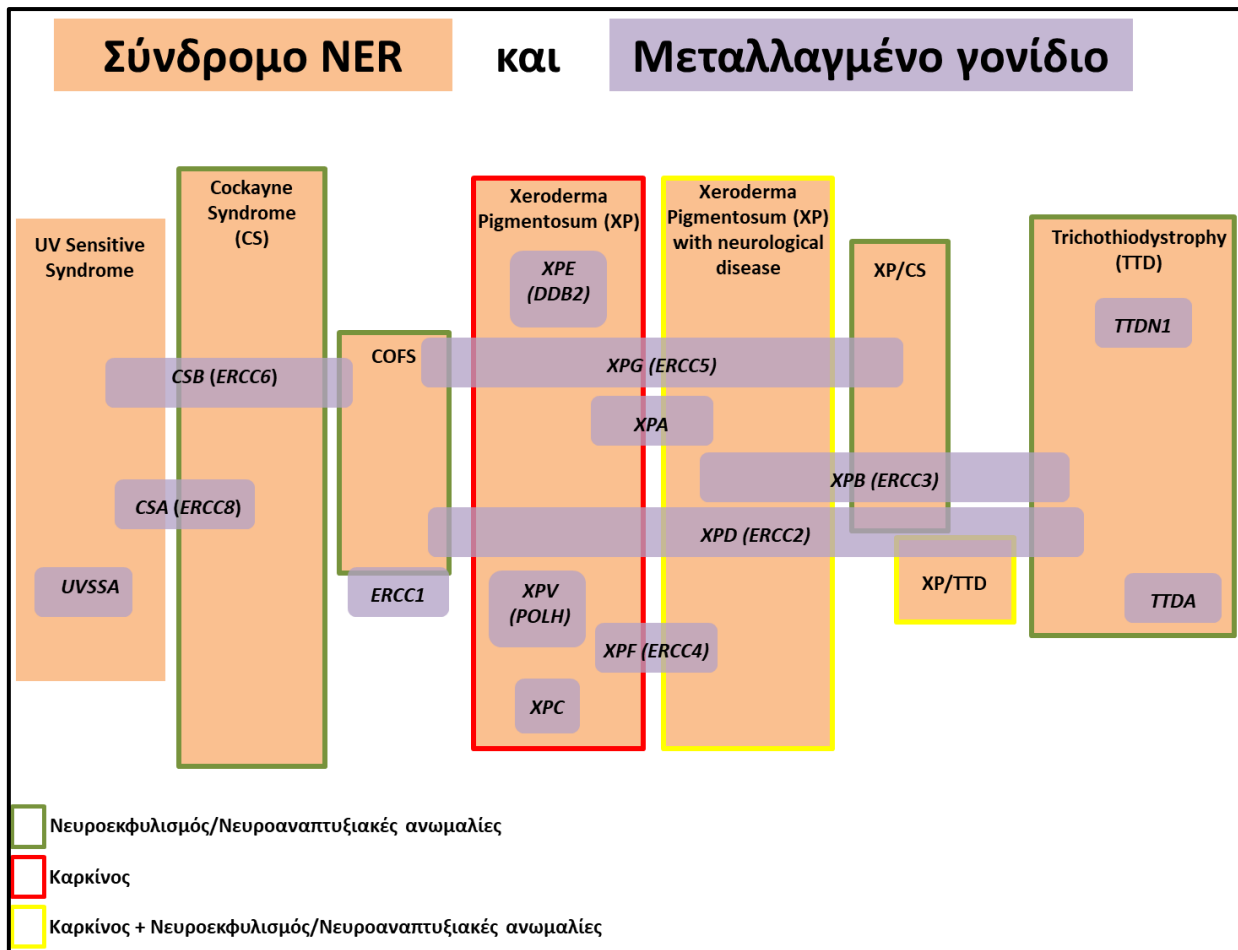 Σύνδρομο NER και Μεταλλαγμένο γονίδιο
UV Sensitive
Syndrome
Cockayne
Syndrome
(CS)
COFS
Xeroderma
Pigmentosum (XP)
Xeroderma
Pigmentosum (XP)
with neurological
disease
XP/CS
XP/TTD
Trichothiodystrophy
(TTD)
CSB (ERCC6)
CSA (ERCC8)
UVSSA
ERCC1
XPE
(DDB2)
XPG (ERCC5)
XPA
XPB (ERCC3)
XPD (ERCC2)
XPV
(POLH)
XPF (ERCC4)
XPC
TTDN1
TTDA
Νευροεκφυλισμός/Νευροαναπτυξιακές ανωμαλίες
Καρκίνος
Καρκίνος + Νευροεκφυλισμός/Νευροαναπτυξιακές ανωμαλίες